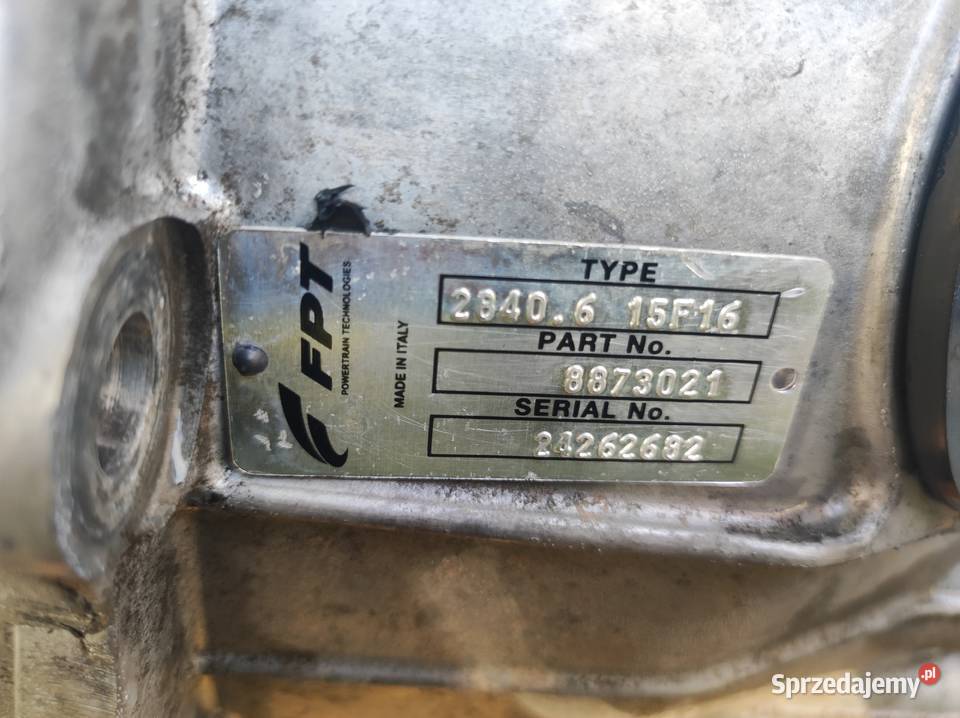 FPT
POWERTRAIN TECHNOLOGIES
MADE IN ITALY
TYPE
2840.6 15F16
PART No.
8873021
SERIAL No.
24262682
Sprzedajemy.pl